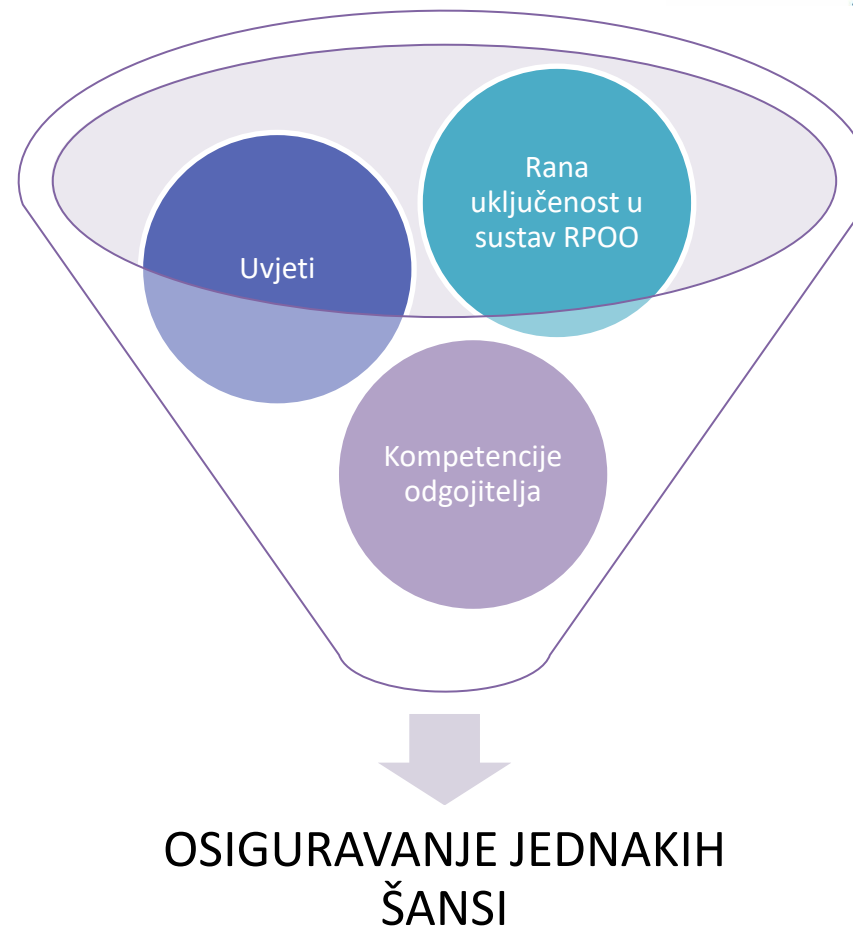 Rana
uključenost u
sustav RPOO
Uvjeti
Kompetencije
odgojitelja
OSIGURAVANJE JEDNAKIH
ŠANSI